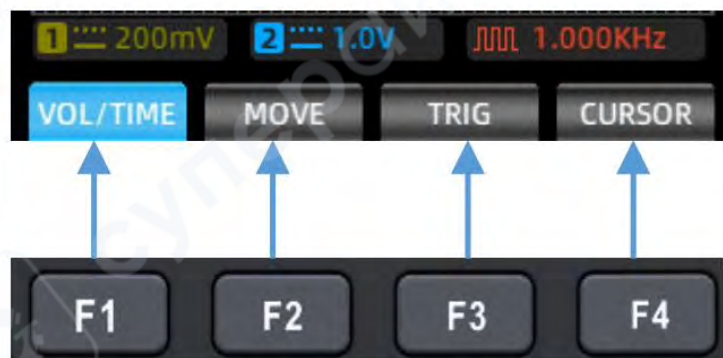 1 200mV 2 1.0V 1.000KHz
VOL/TIME MOVE TRIG CURSOR
F1 F2 F3 F4